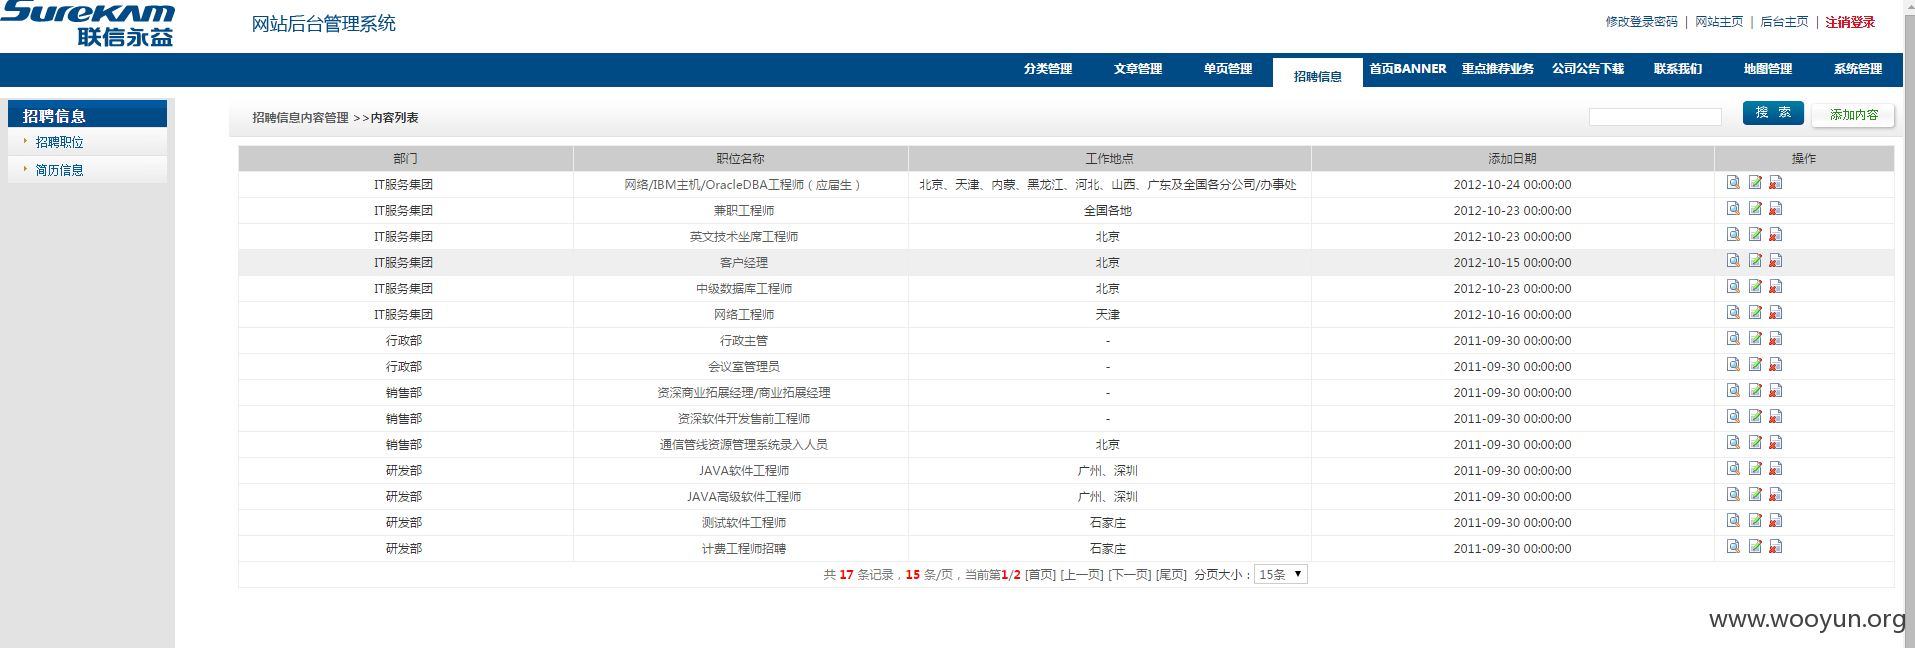 SUREKAM
联信永益
网站后台管理系统
修改登录密码 | 网站主页 | 后台主页 | 注销登录
分类管理 文章管理 单页管理 招聘信息 首页BANNER 重点推荐业务 公司公告下载 联系我们 地图管理 系统管理
招聘信息
招聘职位
简历信息
招聘信息内容管理 >>内容列表
搜 索 添加内容
部门 职位名称 工作地点 添加日期 操作
IT服务集团 网络/IBM主机/OracleDBA工程师（应届生） 北京、天津、内蒙、黑龙江、河北、山西、广东及全国各分公司/办事处 2012-10-24 00:00:00
IT服务集团 兼职工程师 全国各地 2012-10-23 00:00:00
IT服务集团 英文技术坐席工程师 北京 2012-10-23 00:00:00
IT服务集团 客户经理 北京 2012-10-15 00:00:00
IT服务集团 中级数据库工程师 北京 2012-10-23 00:00:00
IT服务集团 网络工程师 天津 2012-10-16 00:00:00
行政部 行政主管 - 2011-09-30 00:00:00
行政部 会议室管理员 - 2011-09-30 00:00:00
销售部 资深商业拓展经理/商业拓展经理 - 2011-09-30 00:00:00
销售部 资深软件开发售前工程师 - 2011-09-30 00:00:00
销售部 通信管线资源管理系统录入人员 北京 2011-09-30 00:00:00
研发部 JAVA软件工程师 广州、深圳 2011-09-30 00:00:00
研发部 JAVA高级软件工程师 广州、深圳 2011-09-30 00:00:00
研发部 测试软件工程师 石家庄 2011-09-30 00:00:00
研发部 计费工程师招聘 石家庄 2011-09-30 00:00:00
共 17 条记录，15 条/页，当前第1/2 [首页] [上一页] [下一页] [尾页] 分页大小：15条
www.wooyun.org